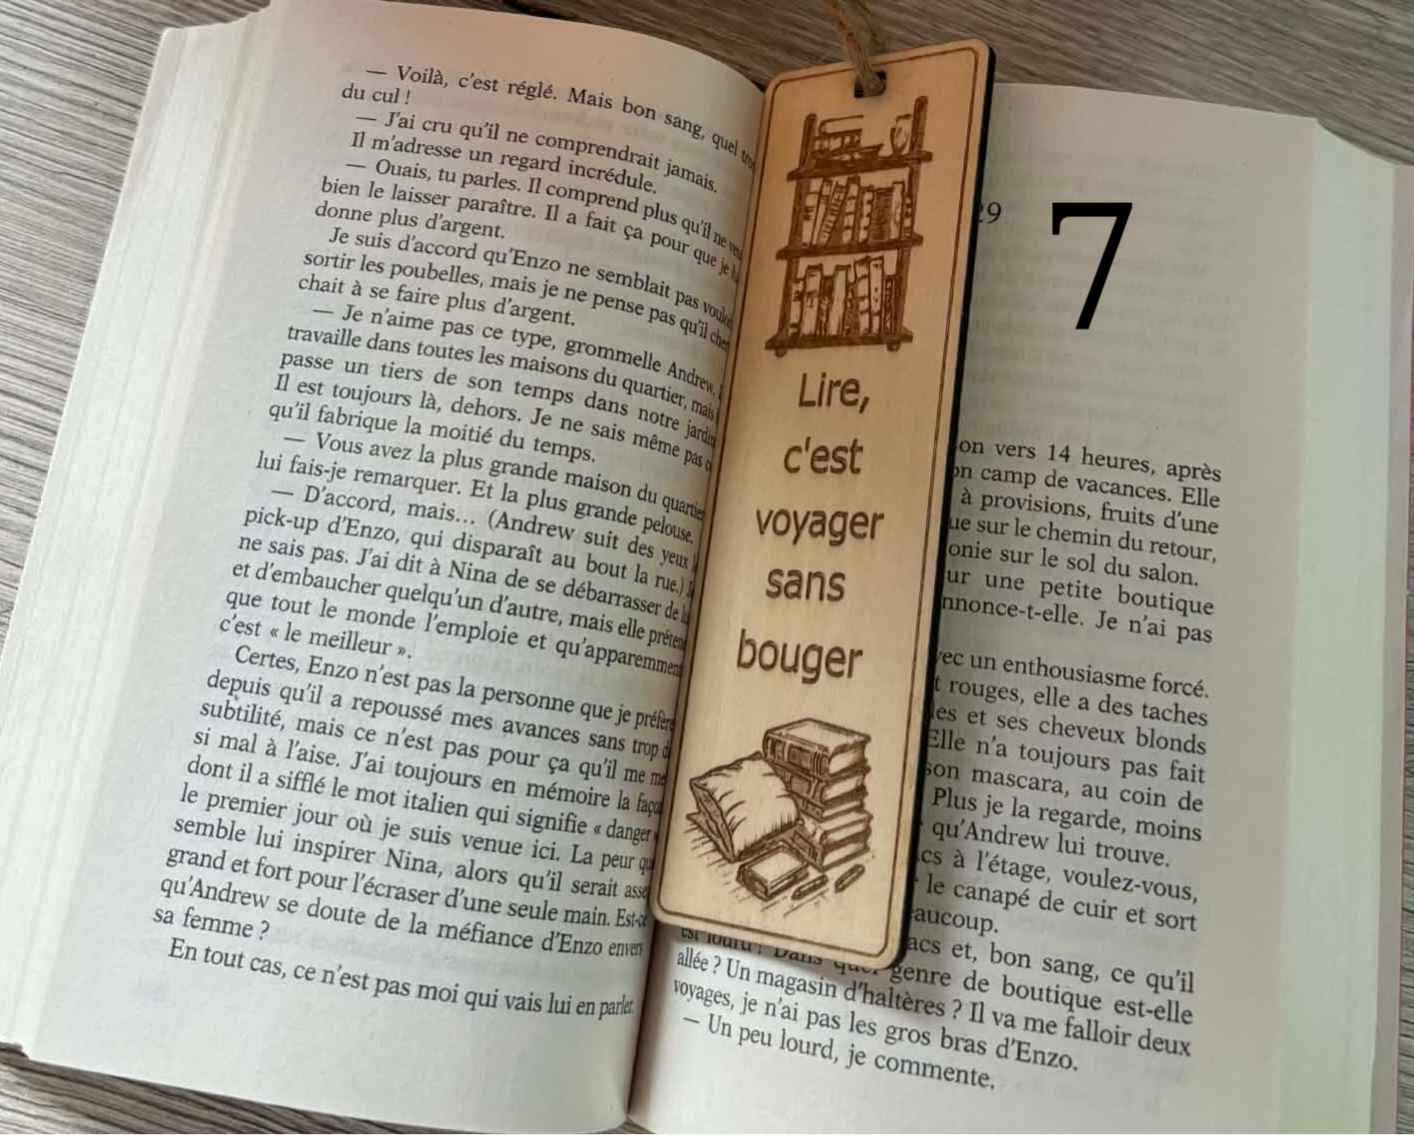 — Voilà, c'est réglé. Mais bon sang, quel
du cul !
— J'ai cru qu'il ne comprendrait jamais.
Il m'adresse un regard incrédule.
— Ouais, tu parles. Il comprend plus qu'il ne
bien le laisser paraître. Il a fait ça pour que je
donne plus d'argent.
Je suis d'accord qu'Enzo ne semblait pas
sortir les poubelles, mais je ne pense pas qu'il cher
chait à se faire plus d'argent.
— Je n'aime pas ce type, grommelle Andrew.
travaille dans toutes les maisons du quartier, mais
passe un tiers de son temps dans notre jardin
Il est toujours là, dehors. Je ne sais même pas
qu'il fabrique la moitié du temps.
— Vous avez la plus grande maison du quartier
lui fais-je remarquer. Et la plus grande pelouse.
— D'accord, mais... (Andrew suit des yeux
pick-up d'Enzo, qui disparaît au bout la rue.)
ne sais pas. J'ai dit à Nina de se débarrasser de
et d'embaucher quelqu'un d'autre, mais elle
que tout le monde l'emploie et qu'apparemment
c'est « le meilleur ».
Certes, Enzo n'est pas la personne que je
depuis qu'il a repoussé mes avances sans trop
subtilité, mais ce n'est pas pour ça qu'il me
si mal à l'aise. J'ai toujours en mémoire la
dont il a sifflé le mot italien qui signifie « danger
le premier jour où je suis venue ici. La peur
semble lui inspirer Nina, alors qu'il serait
grand et fort pour l'écraser d'une seule main.
qu'Andrew se doute de la méfiance d'Enzo envers
sa femme ?
En tout cas, ce n'est pas moi qui vais lui en parler.
Lire,
c'est
voyager
sans
bouger
29
7
vers 14 heures, après
camp de vacances. Elle
à provisions, fruits d'une
sur le chemin du retour,
sur le sol du salon.
une petite boutique
t-elle. Je n'ai pas
un enthousiasme forcé.
rouges, elle a des taches
et ses cheveux blonds
Elle n'a toujours pas fait
son mascara, au coin de
Plus je la regarde, moins
qu'Andrew lui trouve.
à l'étage, voulez-vous,
le canapé de cuir et sort
et, bon sang, ce qu'il
est lourd ! Dans quel genre de boutique est-elle
allée ? Un magasin d'haltères ? Il va me falloir deux
voyages, je n'ai pas les gros bras d'Enzo.
— Un peu lourd, je commente.